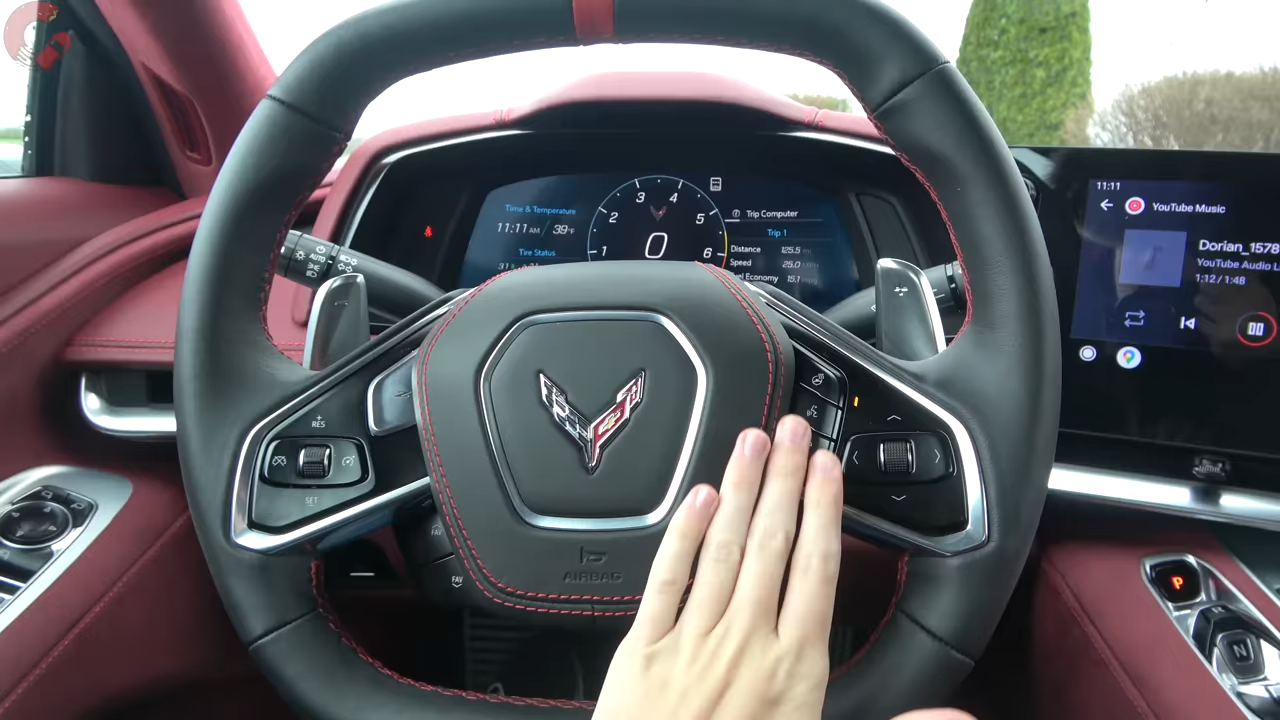 Time & Temperature
11:11 AM / 39°F
Tire Status
1
2
3
4
5
6
0
Trip Computer
Trip 1
Distance 125.5
Speed 25.0
Fuel Economy 15.1
11:11
YouTube Music
Dorian_1578
YouTube Audio L
1:12 / 1:48
AUTO
+
RES
SET
FAV
FAV
AIRBAG
P
N